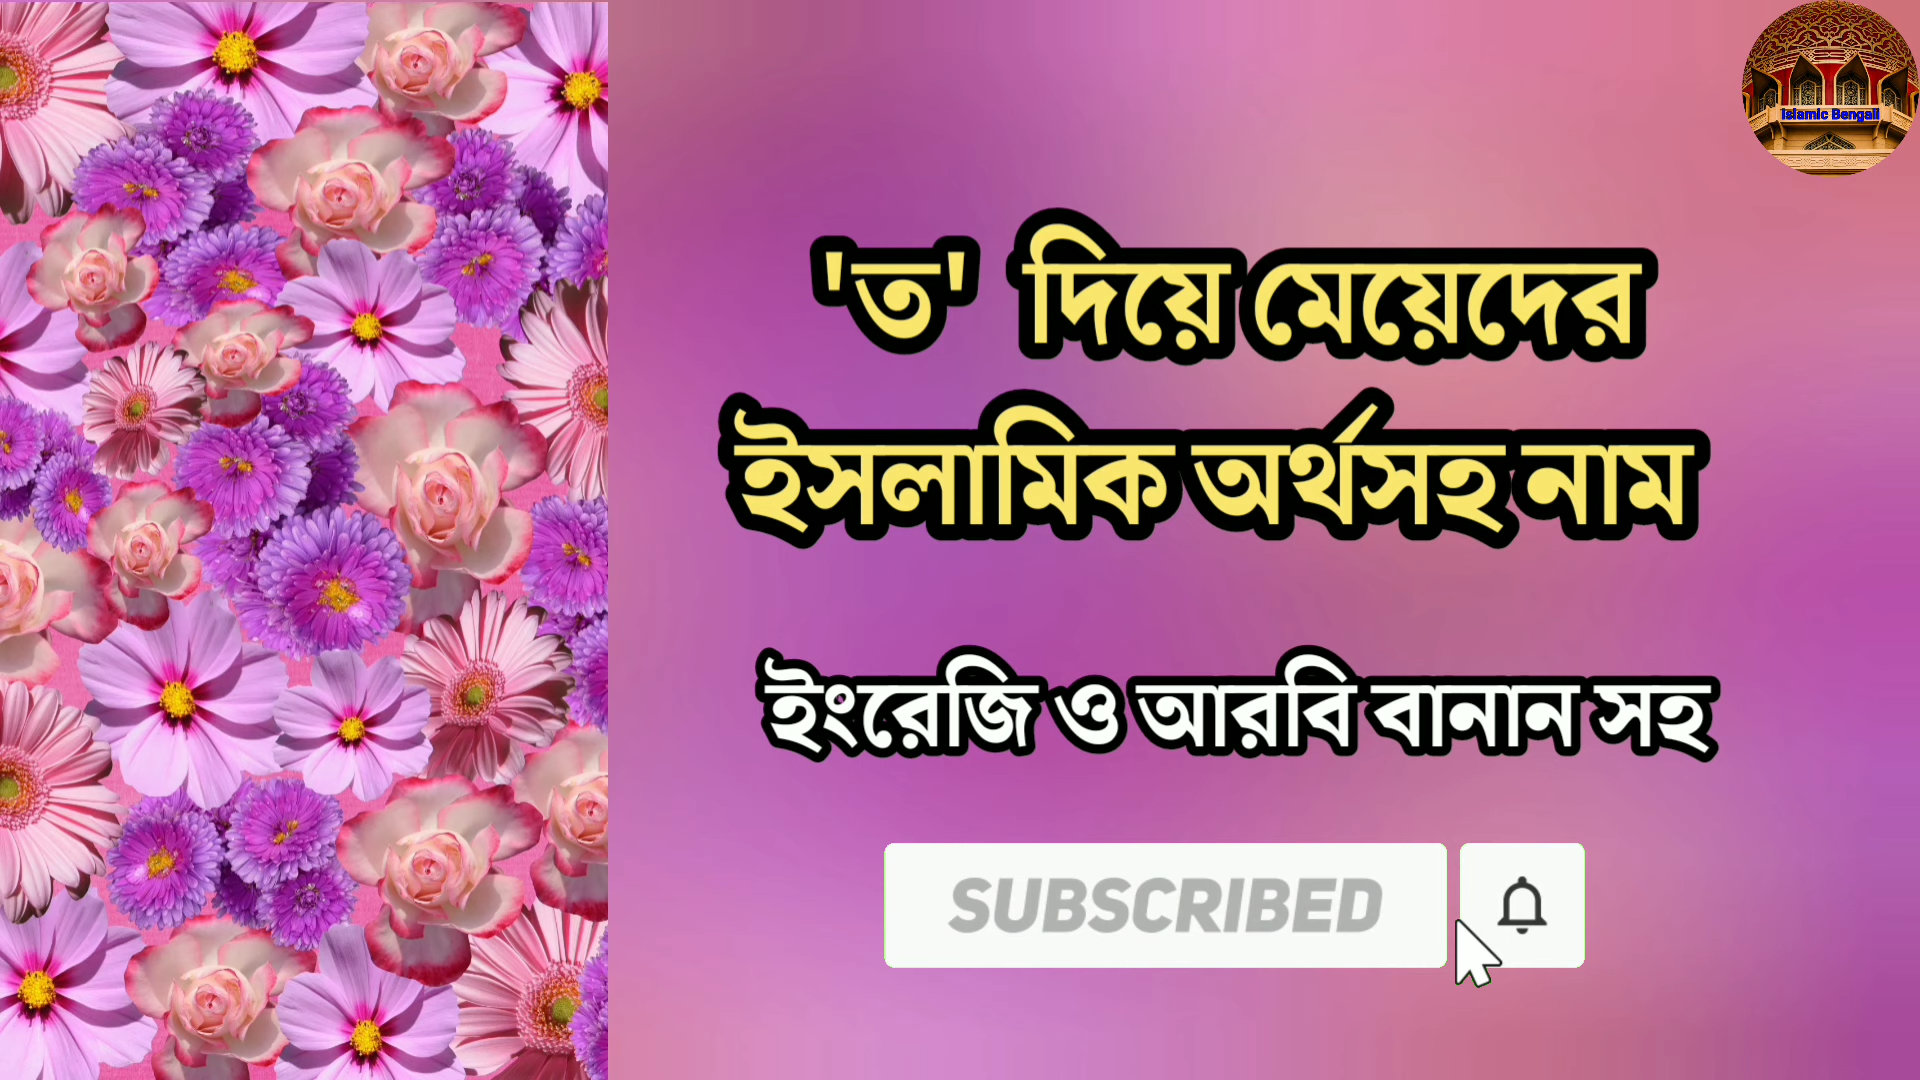 Islamic Bengali
'ত' দিয়ে মেয়েদের
ইসলামিক অর্থসহ নাম
ইংরেজি ও আরবি বানান সহ
SUBSCRIBED